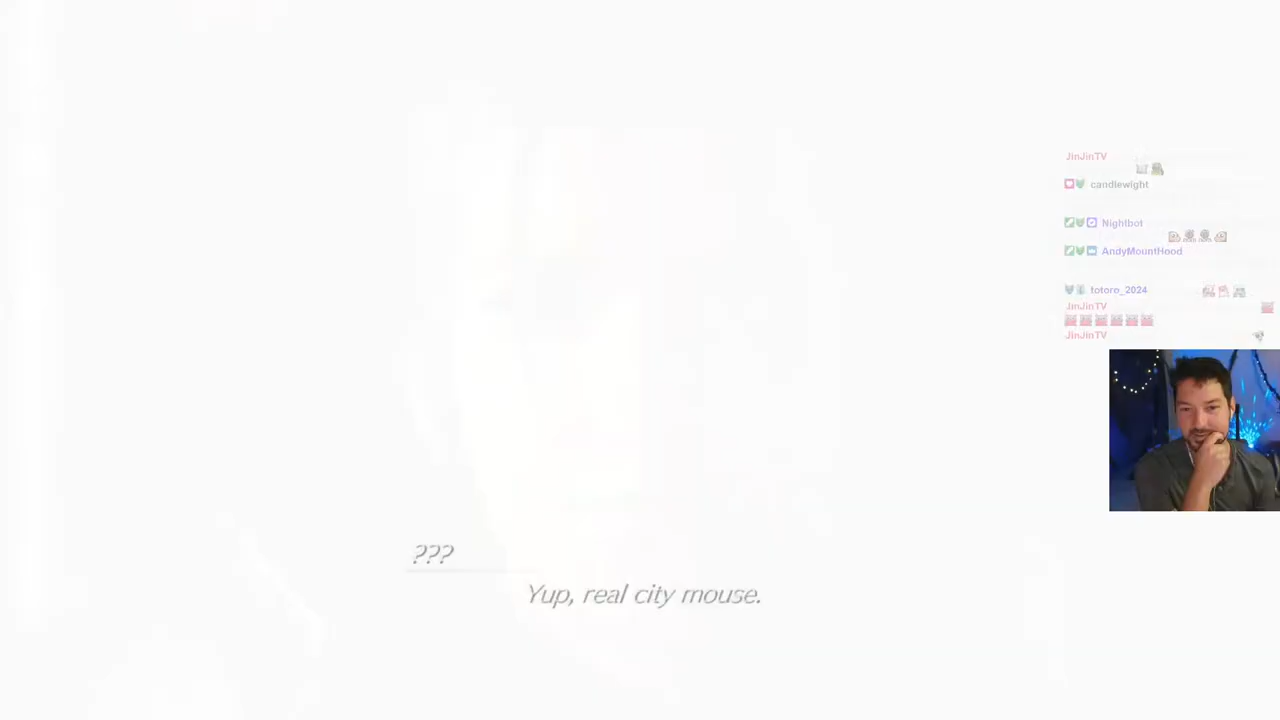 JinJinTV
candlewight
Nightbot
AndyMountHood
totoro_2024
JinJinTV
JinJinTV
???
Yup, real city mouse.